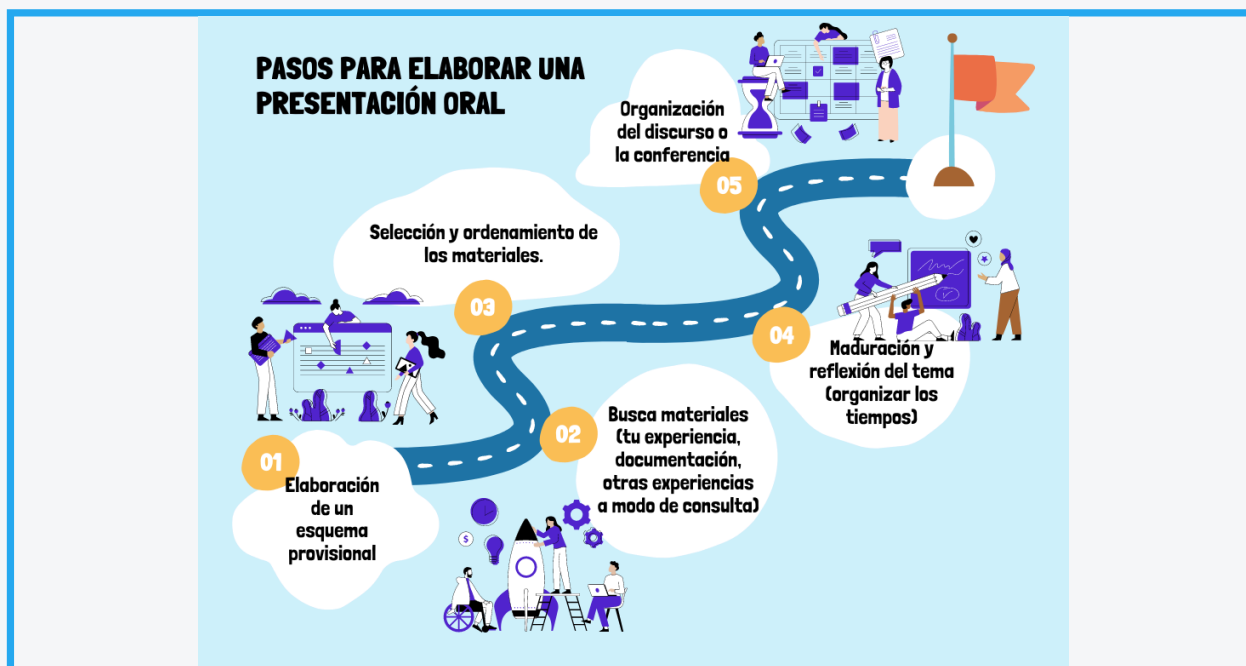 PASOS PARA ELABORAR UNA
PRESENTACIÓN ORAL
01
Elaboración
de un
esquema
provisional
02
Busca materiales
(tu experiencia,
documentación,
otras experiencias
a modo de consulta)
03
Selección y ordenamiento de
los materiales.
04
Maduración y
reflexión del tema
(organizar los
tiempos)
05
Organización
del discurso o
la conferencia
$